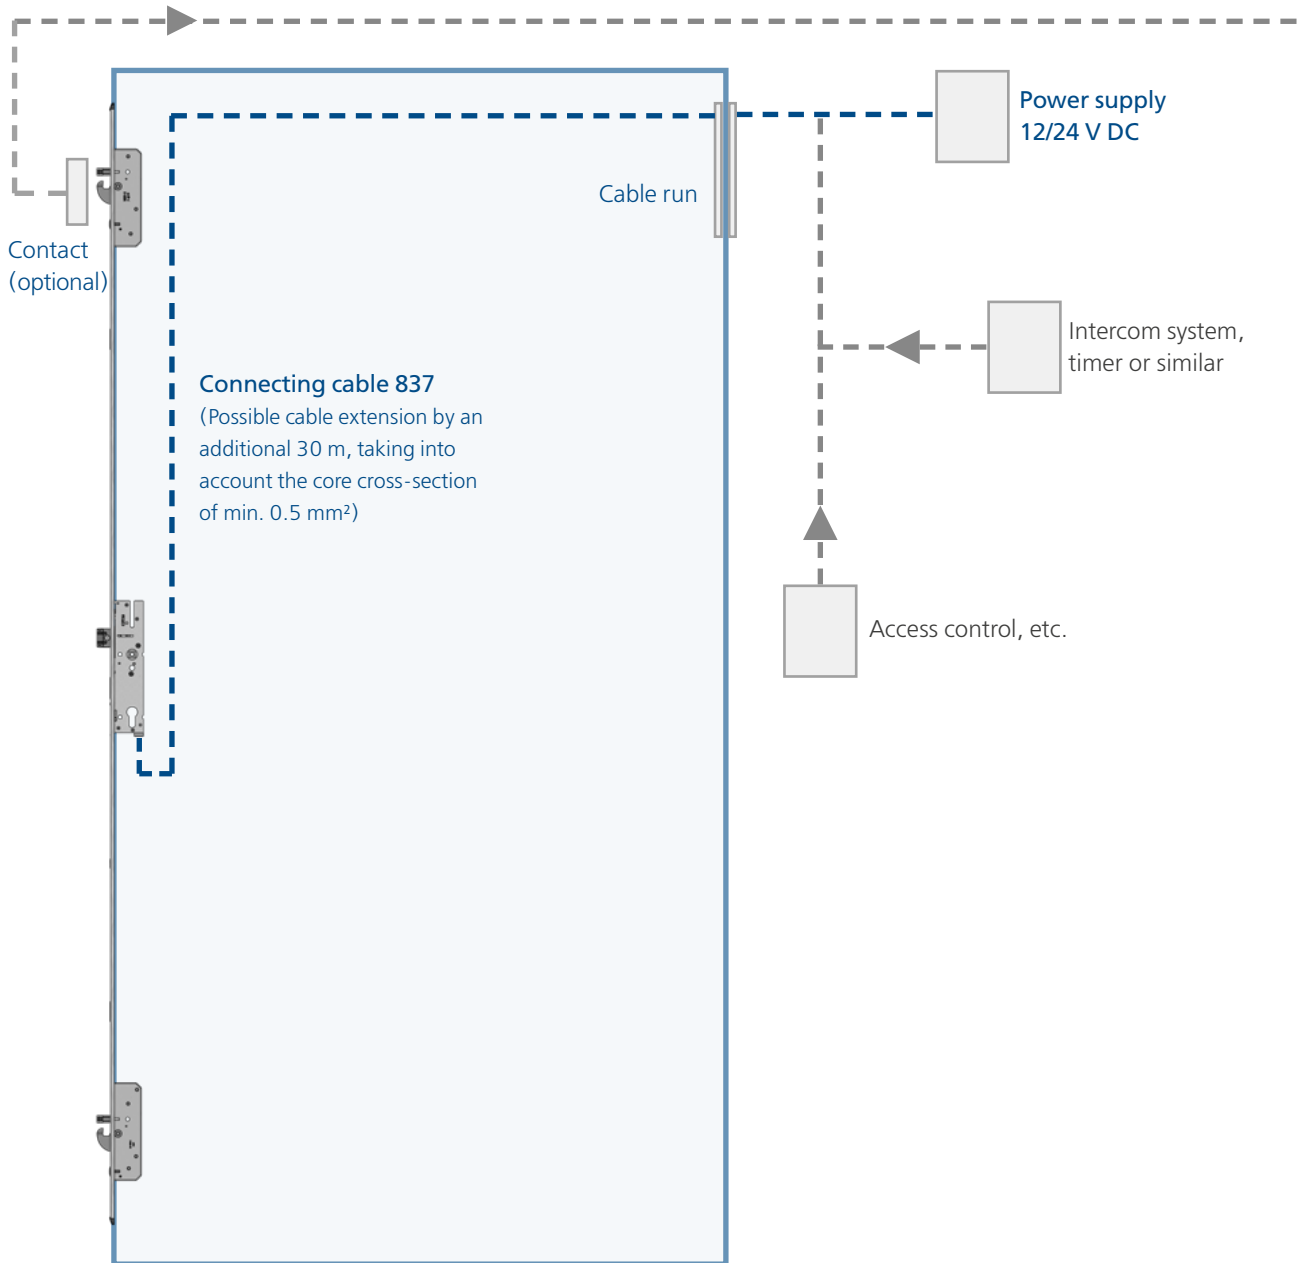 Power supply
12/24 V DC
Cable run
Contact
(optional)
Intercom system,
timer or similar
Connecting cable 837
(Possible cable extension by an
additional 30 m, taking into
account the core cross-section
of min. 0.5 mm²)
Access control, etc.